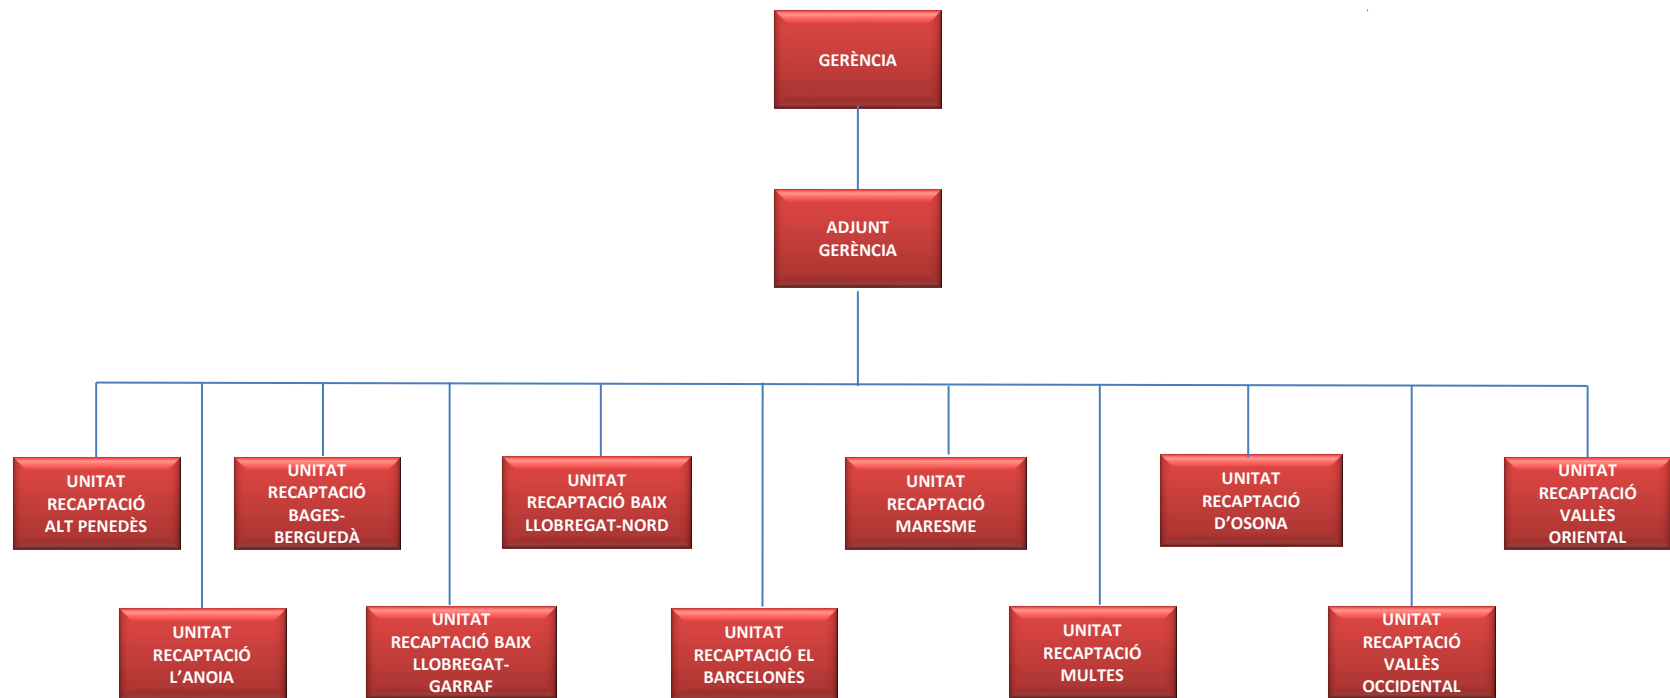 GERÈNCIA
ADJUNT
GERÈNCIA
UNITAT
RECAPTACIÓ
ALT PENEDÈS
UNITAT
RECAPTACIÓ
BAGES-
BERGUEDÀ
UNITAT
RECAPTACIÓ BAIX
LLOBREGAT-NORD
UNITAT
RECAPTACIÓ
MARESME
UNITAT
RECAPTACIÓ
D’OSONA
UNITAT
RECAPTACIÓ
VALLÈS
ORIENTAL
UNITAT
RECAPTACIÓ
L’ANOIA
UNITAT
RECAPTACIÓ BAIX
LLOBREGAT-
GARRAF
UNITAT
RECAPTACIÓ EL
BARCELONÈS
UNITAT
RECAPTACIÓ
MULTES
UNITAT
RECAPTACIÓ
VALLÈS
OCCIDENTAL